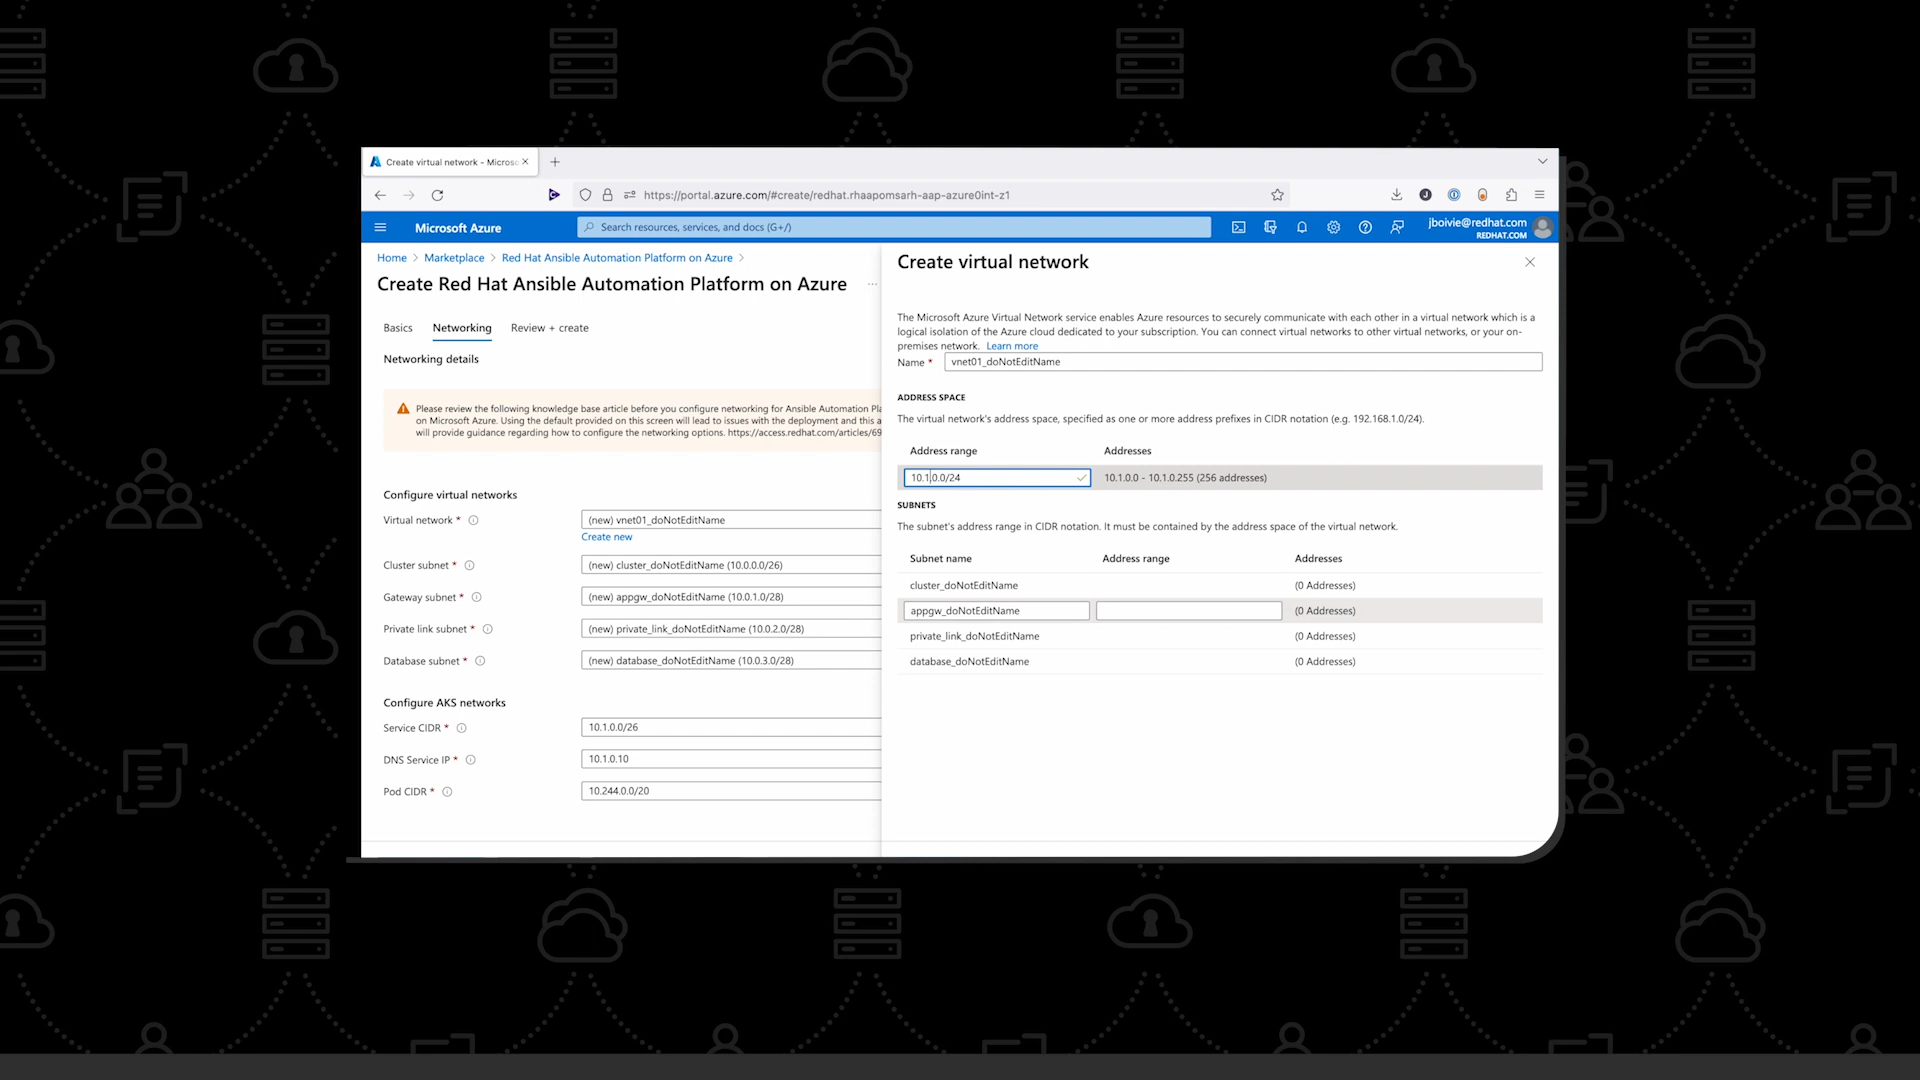 Create virtual network - Microsc
https://portal.azure.com/#create/redhat.rhaapomsarh-aap-azure0int-z1
Microsoft Azure
Search resources, services, and docs (G+/)
jboivie@redhat.com
REDHAT.COM
Home > Marketplace > Red Hat Ansible Automation Platform on Azure >
Create Red Hat Ansible Automation Platform on Azure ...
Basics Networking Review + create
Networking details
Please review the following knowledge base article before you configure networking for Ansible Automation Pla
on Microsoft Azure. Using the default provided on this screen will lead to issues with the deployment and this a
will provide guidance regarding how to configure the networking options. https://access.redhat.com/articles/69
Configure virtual networks
Virtual network * (new) vnet01_doNotEditName
Create new
Cluster subnet * (new) cluster_doNotEditName (10.0.0.0/26)
Gateway subnet * (new) appgw_doNotEditName (10.0.1.0/28)
Private link subnet * (new) private_link_doNotEditName (10.0.2.0/28)
Database subnet * (new) database_doNotEditName (10.0.3.0/28)
Configure AKS networks
Service CIDR * 10.1.0.0/26
DNS Service IP * 10.1.0.10
Pod CIDR * 10.244.0.0/20
Create virtual network
The Microsoft Azure Virtual Network service enables Azure resources to securely communicate with each other in a virtual network which is a
logical isolation of the Azure cloud dedicated to your subscription. You can connect virtual networks to other virtual networks, or your on-
premises network. Learn more
Name * vnet01_doNotEditName
ADDRESS SPACE
The virtual network's address space, specified as one or more address prefixes in CIDR notation (e.g. 192.168.1.0/24).
Address range Addresses
10.1.0.0/24 10.1.0.0 - 10.1.0.255 (256 addresses)
SUBNETS
The subnet's address range in CIDR notation. It must be contained by the address space of the virtual network.
Subnet name Address range Addresses
cluster_doNotEditName (0 Addresses)
appgw_doNotEditName (0 Addresses)
private_link_doNotEditName (0 Addresses)
database_doNotEditName (0 Addresses)